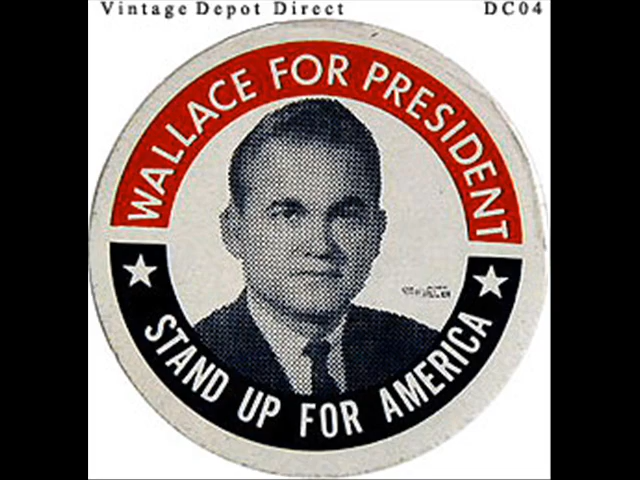 Vintage Depot Direct DC04
WALLACE FOR PRESIDENT
STAND UP FOR AMERICA